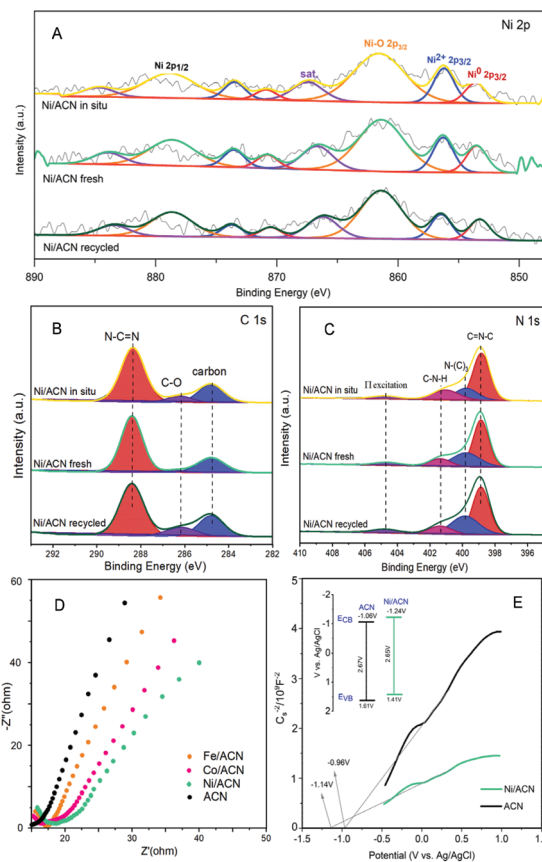 A
Ni 2p
Ni 2p1/2
sat.
Ni-O 2p3/2
Ni2+ 2p3/2
Ni0 2p3/2
Ni/ACN in situ
Ni/ACN fresh
Ni/ACN recycled
Intensity (a.u.)
890 880 870 860 850
Binding Energy (eV)
B
C 1s
N-C=N
C-O
carbon
Ni/ACN in situ
Ni/ACN fresh
Ni/ACN recycled
Intensity (a.u.)
292 290 288 286 284 282
Binding Energy (eV)
C
N 1s
C=N-C
N-(C)3
C-N-H
Π excitation
Ni/ACN in situ
Ni/ACN fresh
Ni/ACN recycled
Intensity (a.u.)
410 408 406 404 402 400 398 396
Binding Energy (eV)
D
-60
40
20
0
-Z''(ohm)
Fe/ACN
Co/ACN
Ni/ACN
ACN
20 30 40 50
Z'(ohm)
E
5
4
3
2
1
0
Cs-2/109F-2
ACN
Ni/ACN
-1.06V
-1.24V
ECB
EVB
2.67V
2.65V
1.61V
1.41V
-2
-1
0
1
2
V vs. Ag/AgCl
-0.96V
-1.14V
Ni/ACN
ACN
-1.5 -1.0 -0.5 0.0 0.5 1.0 1.5
Potential (V vs. Ag/AgCl)